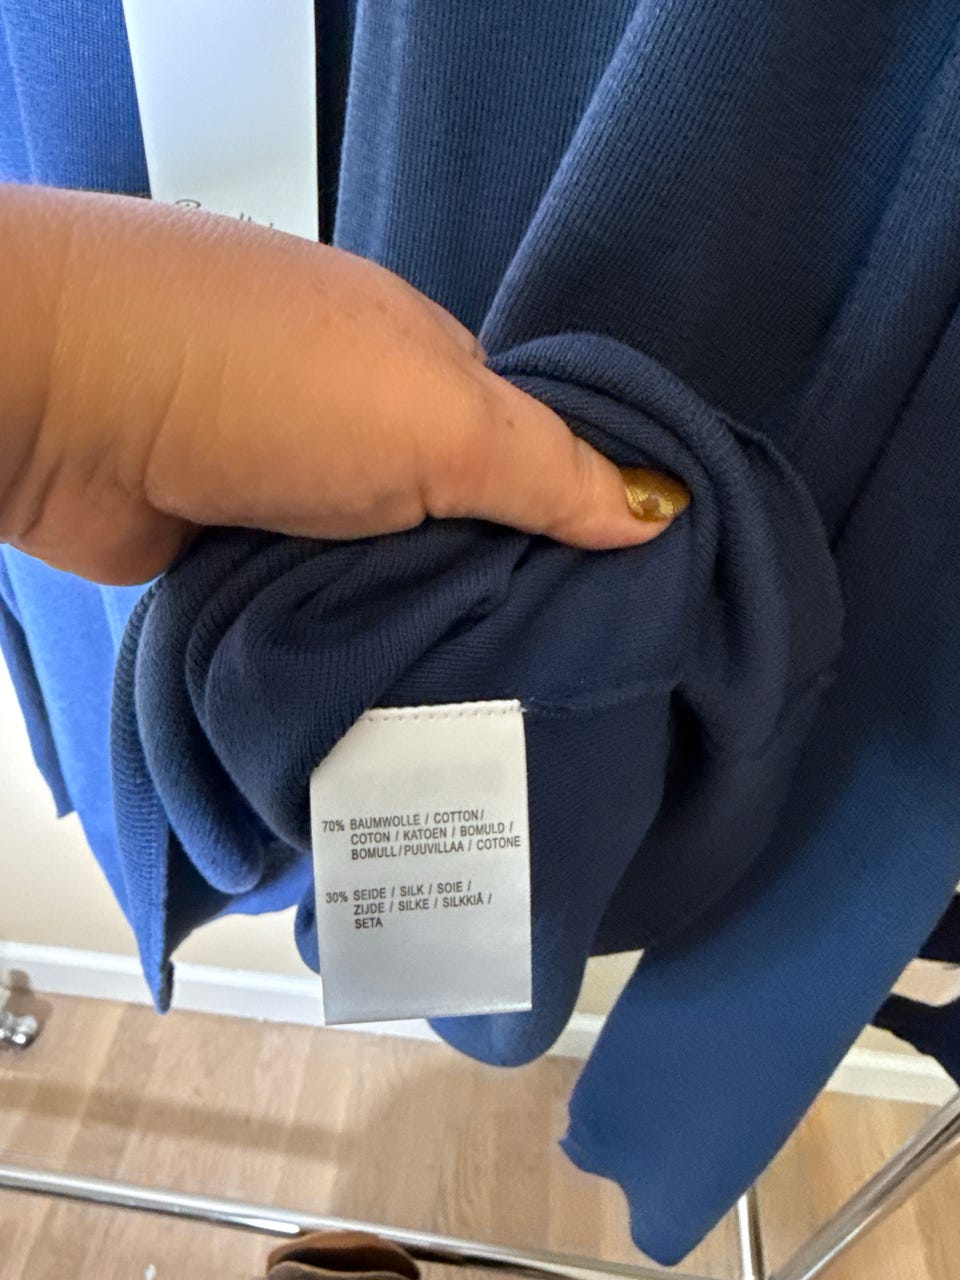 70% BAUMWOLLE / COTTON /
COTON / KATOEN / BOMULD /
BOMULL / PUUVILLAA / COTONE
30% SEIDE / SILK / SOIE /
ZIJDE / SILKE / SILKKIÄ /
SETA